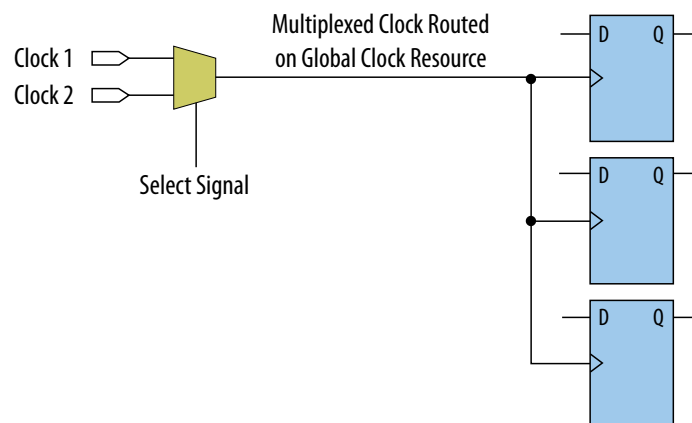 Multiplexed Clock Routed
on Global Clock Resource
Clock 1
Clock 2
Select Signal
D Q
D Q
D Q